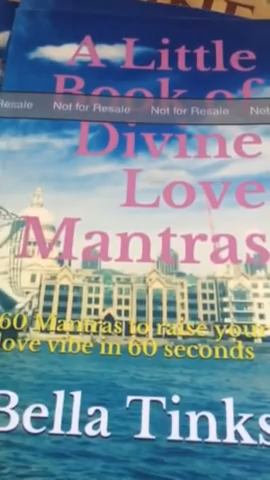 A Little
Book of
Resale Not for Resale Not for Resale
Divine
Love
Mantras
60 Mantras to raise your
love vibe in 60 seconds
Bella Tinks